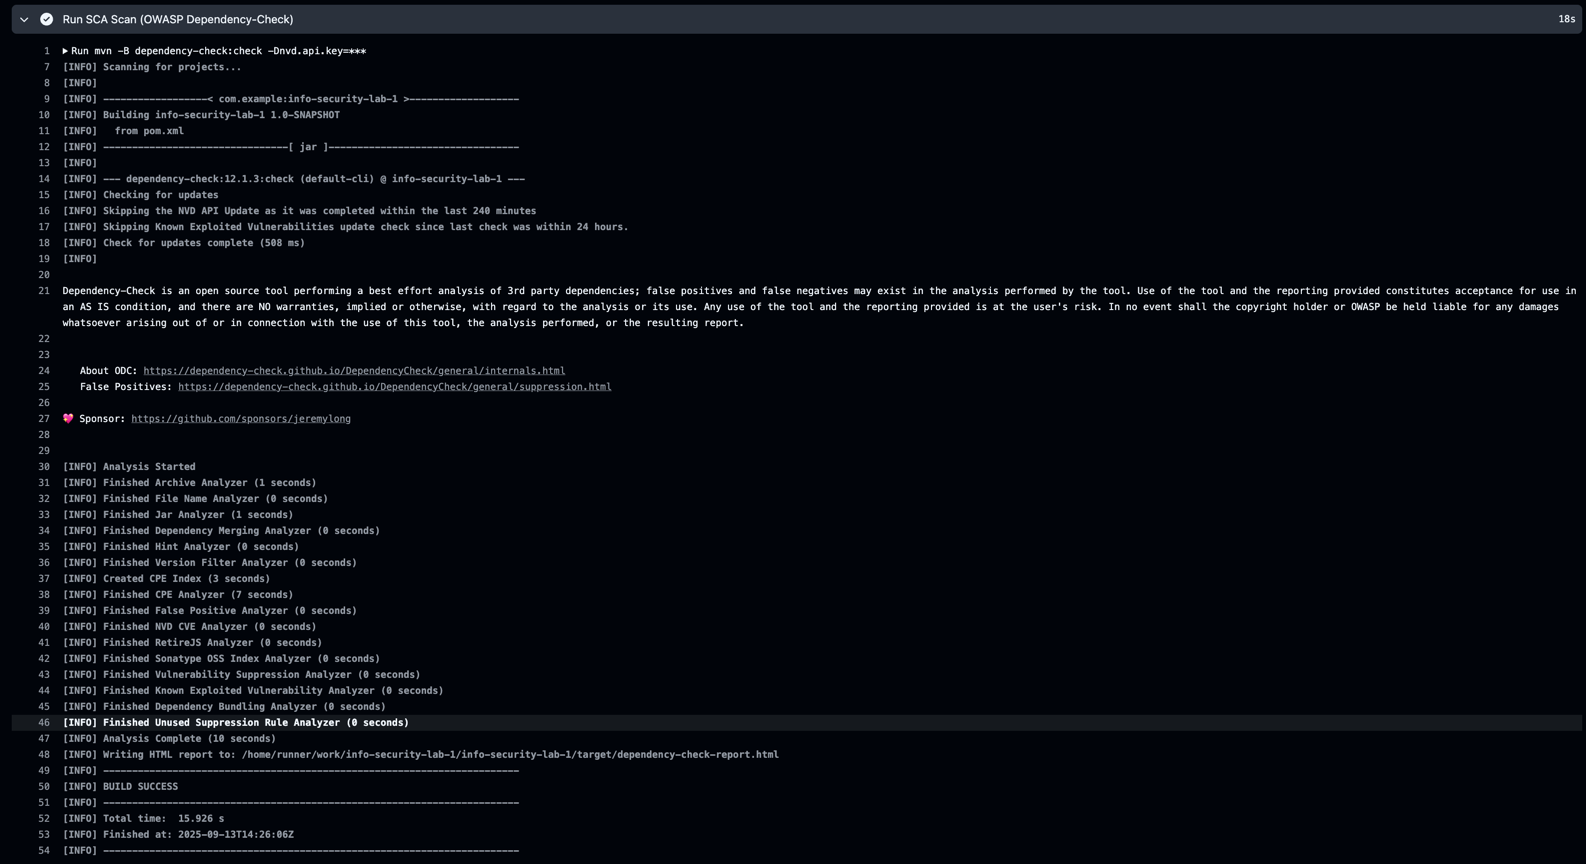 Run SCA Scan (OWASP Dependency-Check)
18s
1 Run mvn -B dependency-check:check -Dnvd.api.key=***
7 [INFO] Scanning for projects...
8 [INFO]
9 [INFO] ------------------< com.example:info-security-lab-1 >-------------------
10 [INFO] Building info-security-lab-1 1.0-SNAPSHOT
11 [INFO]   from pom.xml
12 [INFO] --------------------------------[ jar ]---------------------------------
13 [INFO]
14 [INFO] --- dependency-check:12.1.3:check (default-cli) @ info-security-lab-1 ---
15 [INFO] Checking for updates
16 [INFO] Skipping the NVD API Update as it was completed within the last 240 minutes
17 [INFO] Skipping Known Exploited Vulnerabilities update check since last check was within 24 hours.
18 [INFO] Check for updates complete (508 ms)
19 [INFO]
20
21 Dependency-Check is an open source tool performing a best effort analysis of 3rd party dependencies; false positives and false negatives may exist in the analysis performed by the tool. Use of the tool and the reporting provided constitutes acceptance for use in
an AS IS condition, and there are NO warranties, implied or otherwise, with regard to the analysis or its use. Any use of the tool and the reporting provided is at the user's risk. In no event shall the copyright holder or OWASP be held liable for any damages
whatsoever arising out of or in connection with the use of this tool, the analysis performed, or the resulting report.
22
23
24    About ODC: https://dependency-check.github.io/DependencyCheck/general/internals.html
25    False Positives: https://dependency-check.github.io/DependencyCheck/general/suppression.html
26
27 💖 Sponsor: https://github.com/sponsors/jeremylong
28
29
30 [INFO] Analysis Started
31 [INFO] Finished Archive Analyzer (1 seconds)
32 [INFO] Finished File Name Analyzer (0 seconds)
33 [INFO] Finished Jar Analyzer (1 seconds)
34 [INFO] Finished Dependency Merging Analyzer (0 seconds)
35 [INFO] Finished Hint Analyzer (0 seconds)
36 [INFO] Finished Version Filter Analyzer (0 seconds)
37 [INFO] Created CPE Index (3 seconds)
38 [INFO] Finished CPE Analyzer (7 seconds)
39 [INFO] Finished False Positive Analyzer (0 seconds)
40 [INFO] Finished NVD CVE Analyzer (0 seconds)
41 [INFO] Finished RetireJS Analyzer (0 seconds)
42 [INFO] Finished Sonatype OSS Index Analyzer (0 seconds)
43 [INFO] Finished Vulnerability Suppression Analyzer (0 seconds)
44 [INFO] Finished Known Exploited Vulnerability Analyzer (0 seconds)
45 [INFO] Finished Dependency Bundling Analyzer (0 seconds)
46 [INFO] Finished Unused Suppression Rule Analyzer (0 seconds)
47 [INFO] Analysis Complete (10 seconds)
48 [INFO] Writing HTML report to: /home/runner/work/info-security-lab-1/info-security-lab-1/target/dependency-check-report.html
49 [INFO] ------------------------------------------------------------------------
50 [INFO] BUILD SUCCESS
51 [INFO] ------------------------------------------------------------------------
52 [INFO] Total time:  15.926 s
53 [INFO] Finished at: 2025-09-13T14:26:06Z
54 [INFO] ------------------------------------------------------------------------